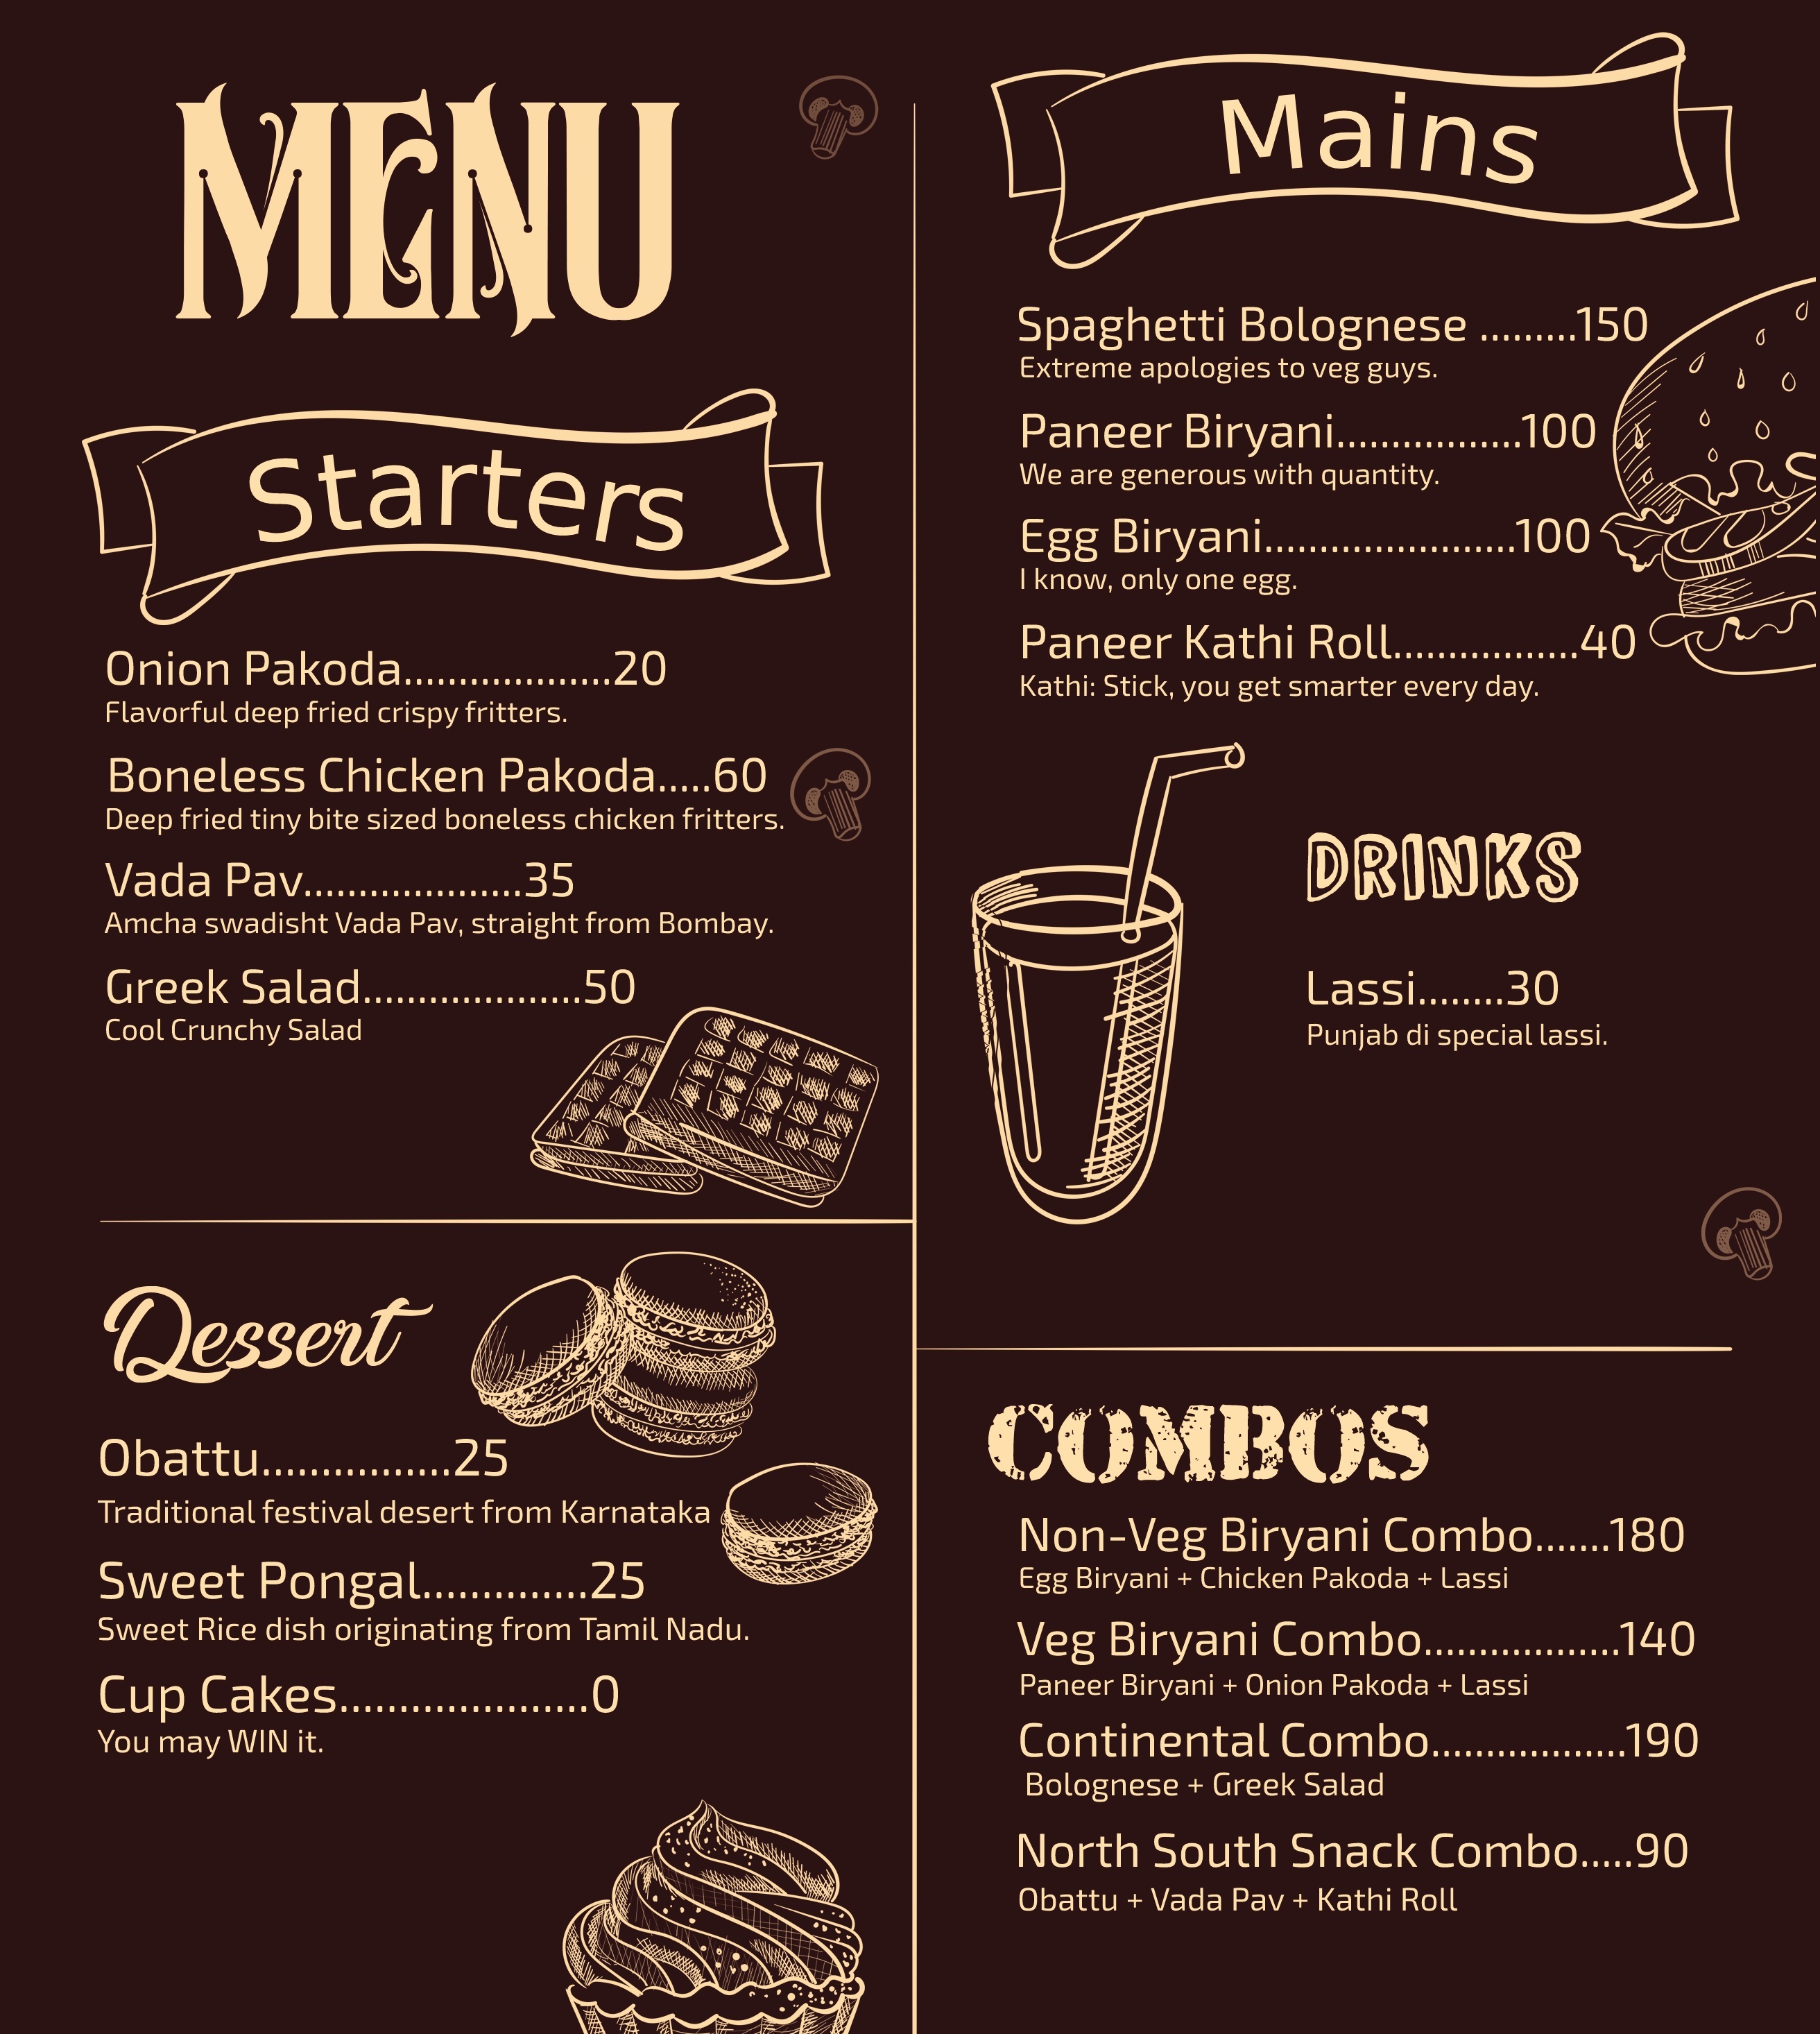 MENU
Starters
Onion Pakoda...................20
Flavorful deep fried crispy fritters.
Boneless Chicken Pakoda.....60
Deep fried tiny bite sized boneless chicken fritters.
Vada Pav....................35
Amcha swadisht Vada Pav, straight from Bombay.
Greek Salad....................50
Cool Crunchy Salad
Dessert
Obattu................25
Traditional festival desert from Karnataka
Sweet Pongal..............25
Sweet Rice dish originating from Tamil Nadu.
Cup Cakes.....................0
You may WIN it.
Mains
Spaghetti Bolognese .........150
Extreme apologies to veg guys.
Paneer Biryani.................100
We are generous with quantity.
Egg Biryani.......................100
I know, only one egg.
Paneer Kathi Roll.................40
Kathi: Stick, you get smarter every day.
DRINKS
Lassi........30
Punjab di special lassi.
COMBOS
Non-Veg Biryani Combo.......180
Egg Biryani + Chicken Pakoda + Lassi
Veg Biryani Combo..................140
Paneer Biryani + Onion Pakoda + Lassi
Continental Combo..................190
Bolognese + Greek Salad
North South Snack Combo.....90
Obattu + Vada Pav + Kathi Roll